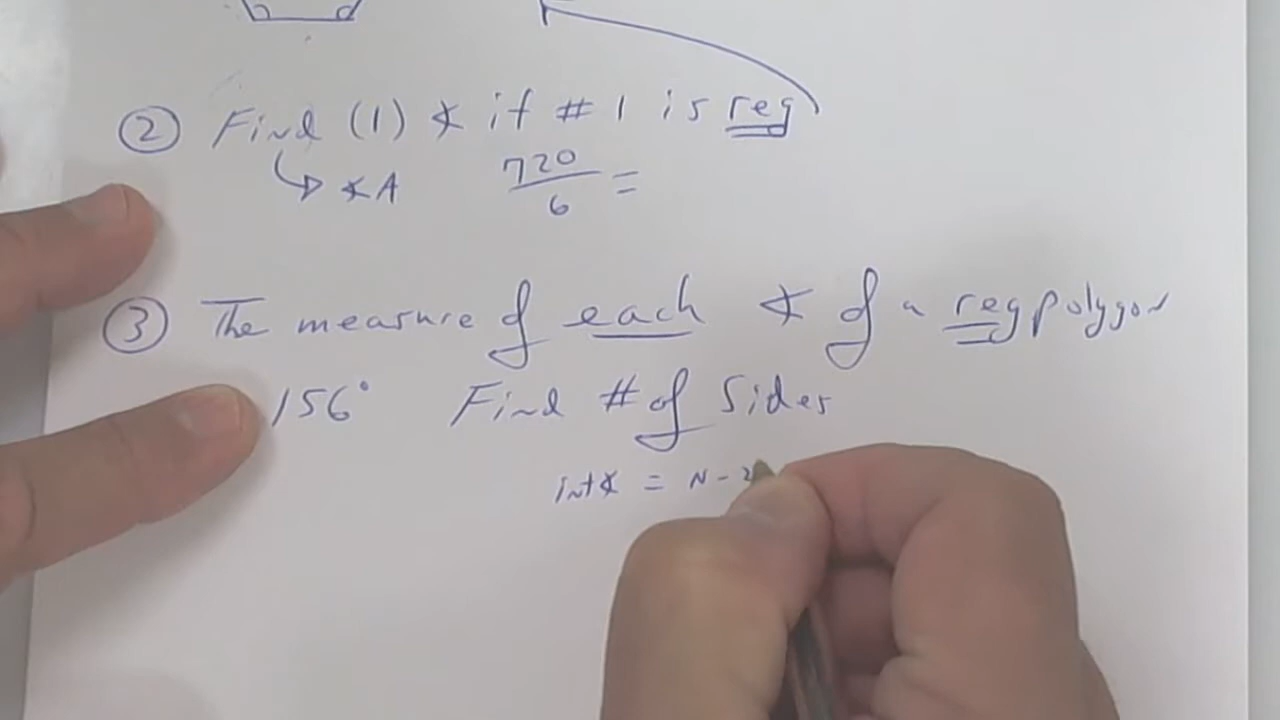 ② Find (1) ∡ if # 1 is reg
↳ ∡A 720/6 =
③ The measure of each ∡ of a reg polygon
156° Find # of Sides
int∡ = N-2